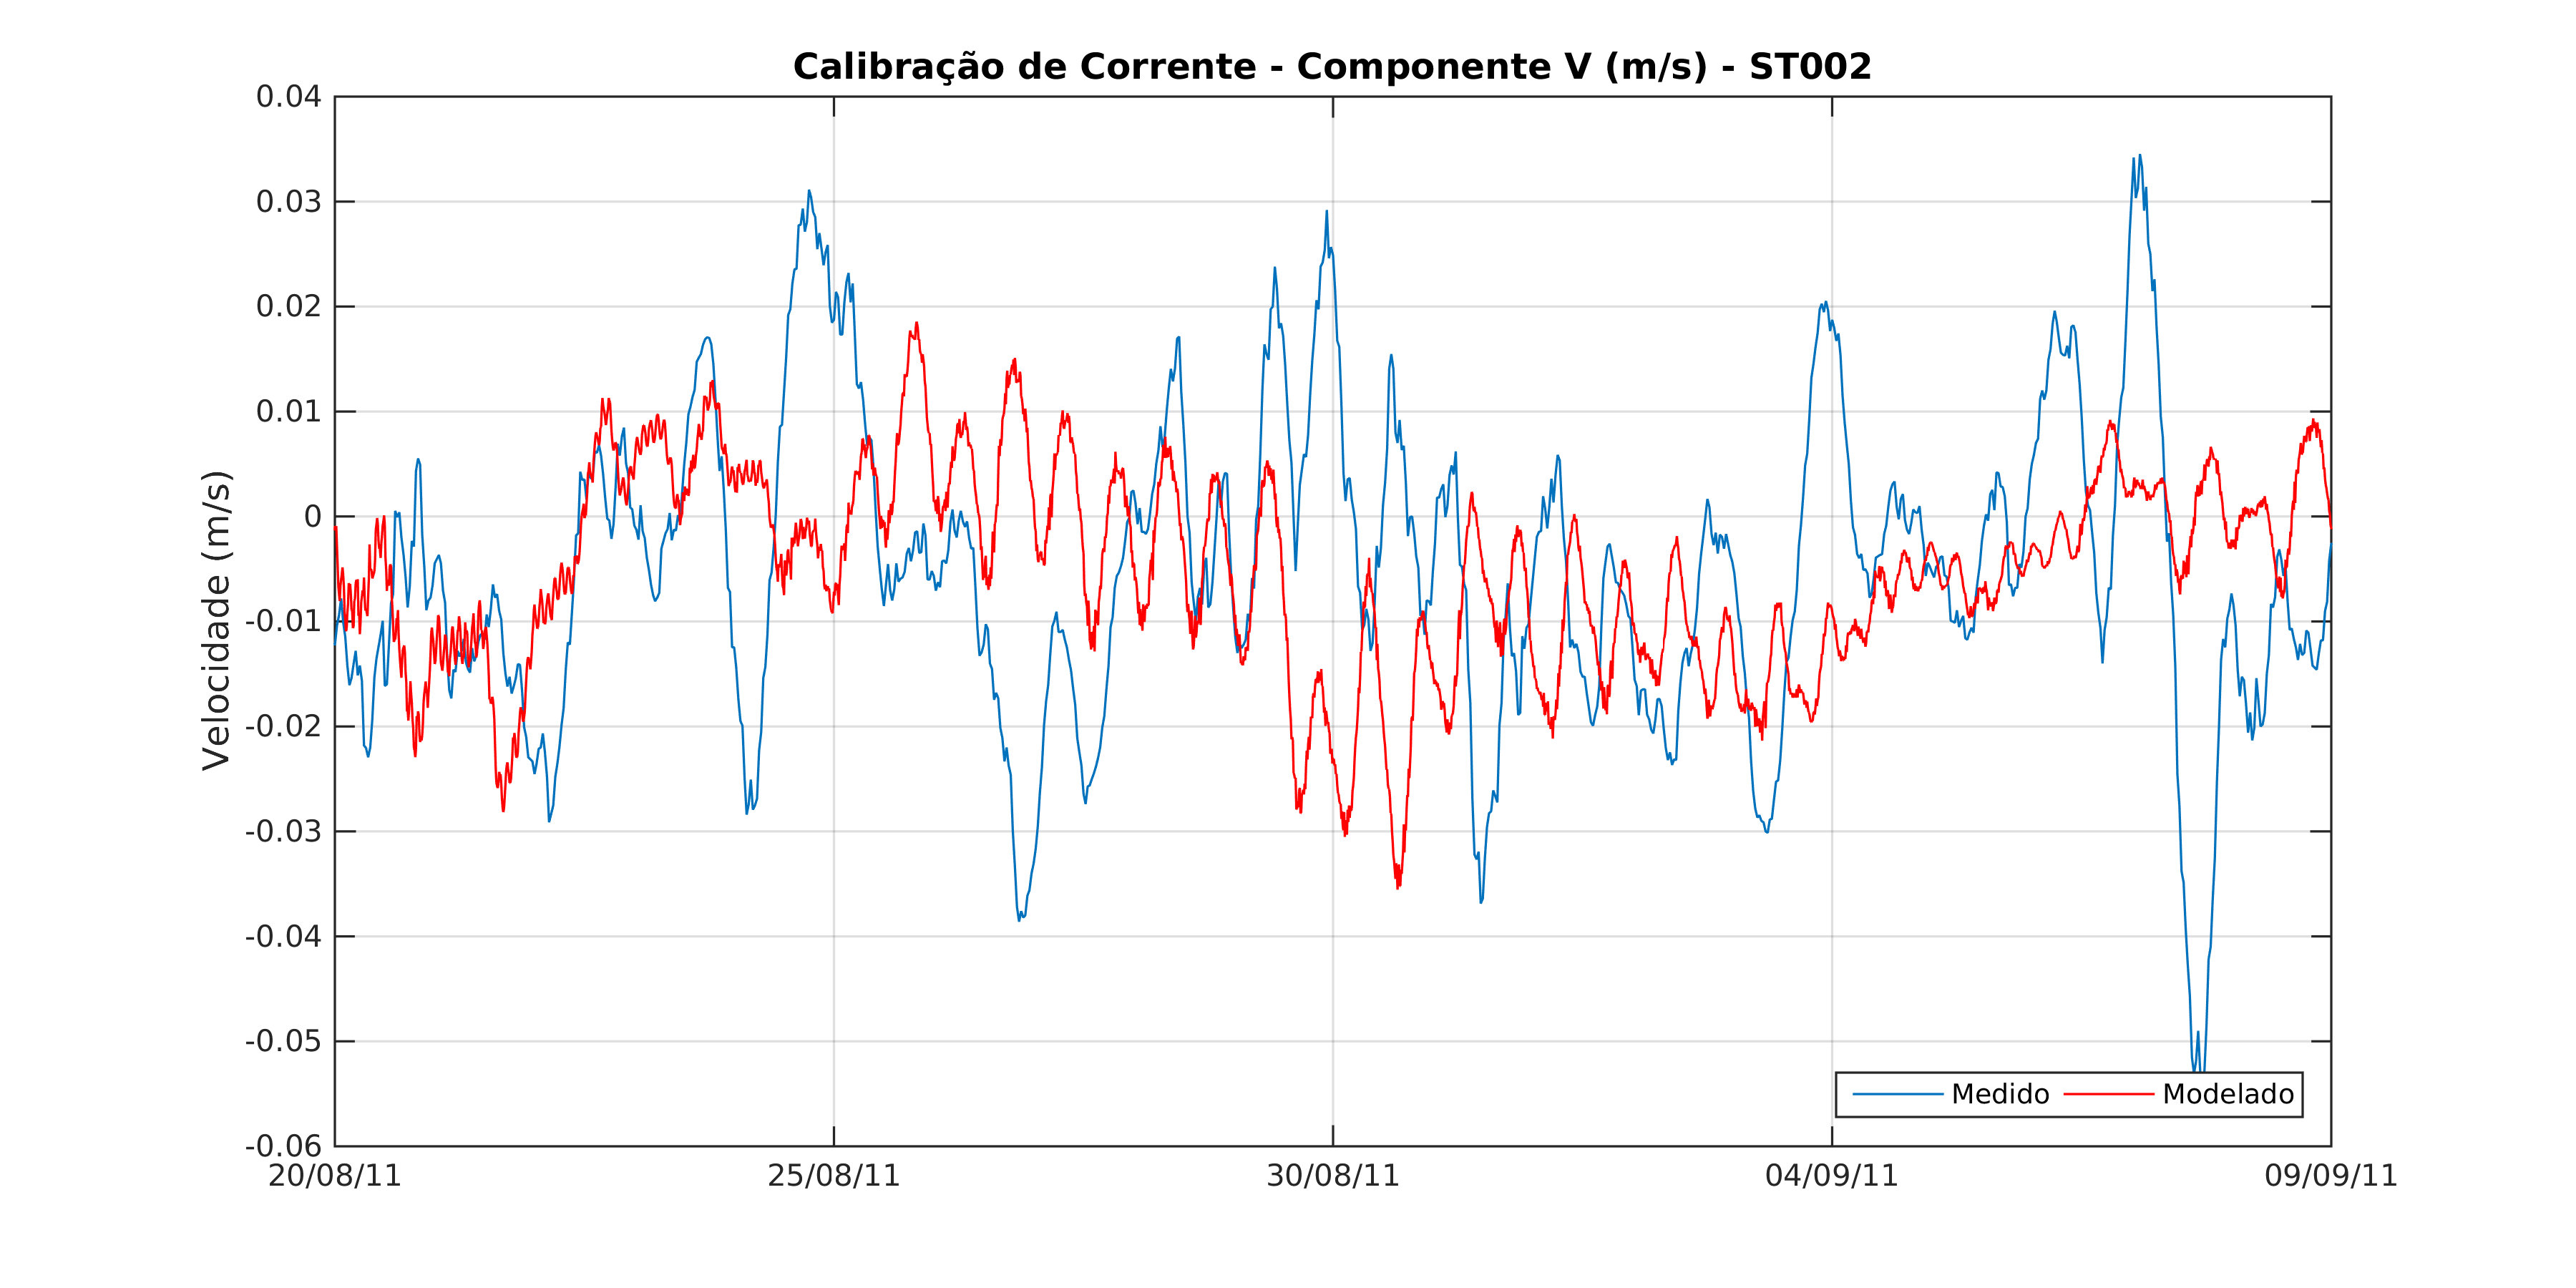 Calibração de Corrente - Componente V (m/s) - ST002
0.04
0.03
0.02
0.01
0
-0.01
-0.02
-0.03
-0.04
-0.05
-0.06
Velocidade (m/s)
Medido Modelado
20/08/11 25/08/11 30/08/11 04/09/11 09/09/11